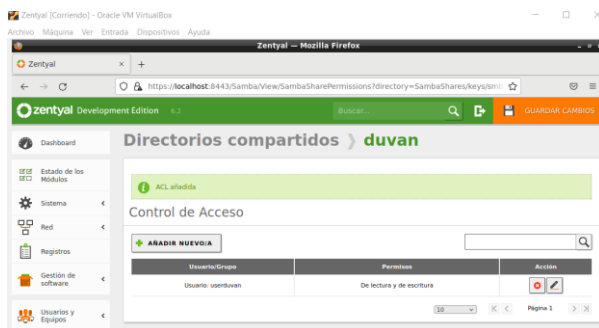 Zentyal [Corriendo] - Oracle VM VirtualBox
Archivo Máquina Ver Entrada Dispositivos Ayuda
Zentyal — Mozilla Firefox
Zentyal
https://localhost:8443/Samba/View/SambaSharePermissions?directory=SambaShares/keys/smb
zentyal Development Edition 6.2
Buscar...
GUARDAR CAMBIOS
Dashboard
Directorios compartidos duvan
Estado de los
Módulos
ACL añadida
Sistema
Control de Acceso
Red
AÑADIR NUEVO/A
Registros
Usuario/Grupo Permisos Acción
Gestión de
software
Usuario: userduvan De lectura y de escritura
10 Página 1
Usuarios y
Equipos